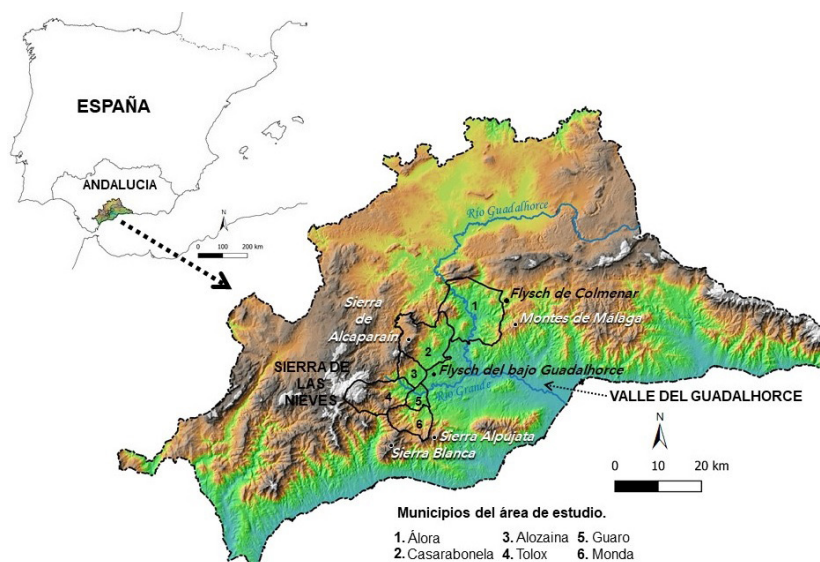 ESPAÑA
ANDALUCIA
N
0 100 200 km
Río Guadalhorce
1
Flysch de Colmenar
Sierra
de
Alcaparaín
Montes de Málaga
2
SIERRA DE
LAS
NIEVES
3
Flysch del bajo Guadalhorce
4
Río Grande
5
VALLE DEL GUADALHORCE
6
Sierra Alpujata
Sierra Blanca
N
0 10 20 km
Municipios del área de estudio.
1. Álora 3. Alozaina 5. Guaro
2. Casarabonela 4. Tolox 6. Monda